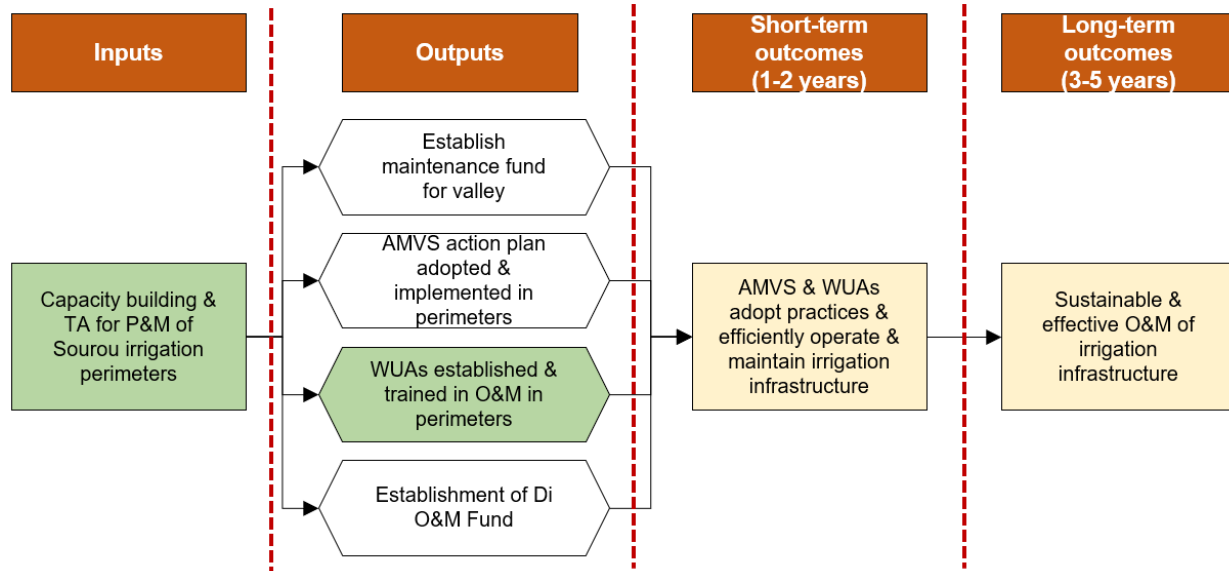 Inputs
Outputs
Short-term
outcomes
(1-2 years)
Long-term
outcomes
(3-5 years)
Capacity building &
TA for P&M of
Sourou irrigation
perimeters
Establish
maintenance fund
for valley
AMVS action plan
adopted &
implemented in
perimeters
WUAs established &
trained in O&M in
perimeters
Establishment of Di
O&M Fund
AMVS & WUAs
adopt practices &
efficiently operate &
maintain irrigation
infrastructure
Sustainable &
effective O&M of
irrigation
infrastructure